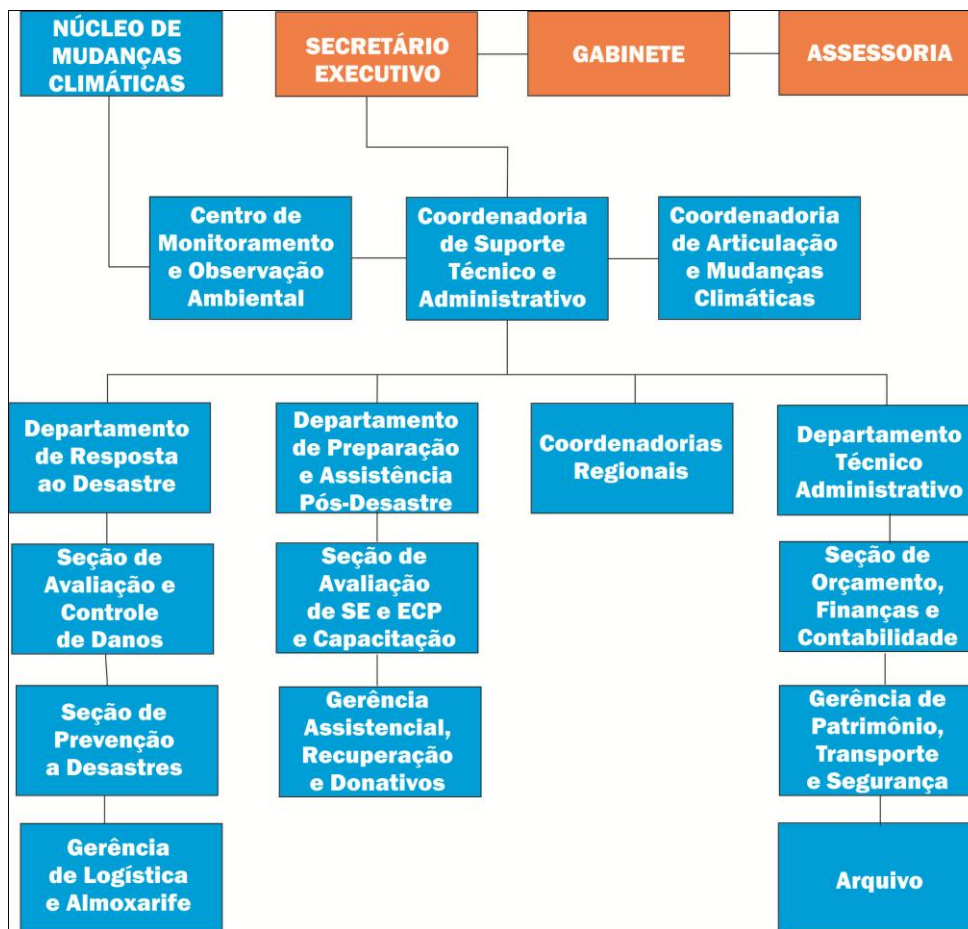 NÚCLEO DE
MUDANÇAS
CLIMÁTICAS
SECRETÁRIO
EXECUTIVO
GABINETE
ASSESSORIA
Centro de
Monitoramento
e Observação
Ambiental
Coordenadoria
de Suporte
Técnico e
Administrativo
Coordenadoria
de Articulação
e Mudanças
Climáticas
Departamento
de Resposta
ao Desastre
Departamento
de Preparação
e Assistência
Pós-Desastre
Coordenadorias
Regionais
Departamento
Técnico
Administrativo
Seção de
Avaliação e
Controle
de Danos
Seção de
Avaliação
de SE e ECP
e Capacitação
Seção de
Orçamento,
Finanças e
Contabilidade
Seção de
Prevenção
a Desastres
Gerência
Assistencial,
Recuperação
e Donativos
Gerência de
Patrimônio,
Transporte
e Segurança
Gerência
de Logística
e Almoxarife
Arquivo